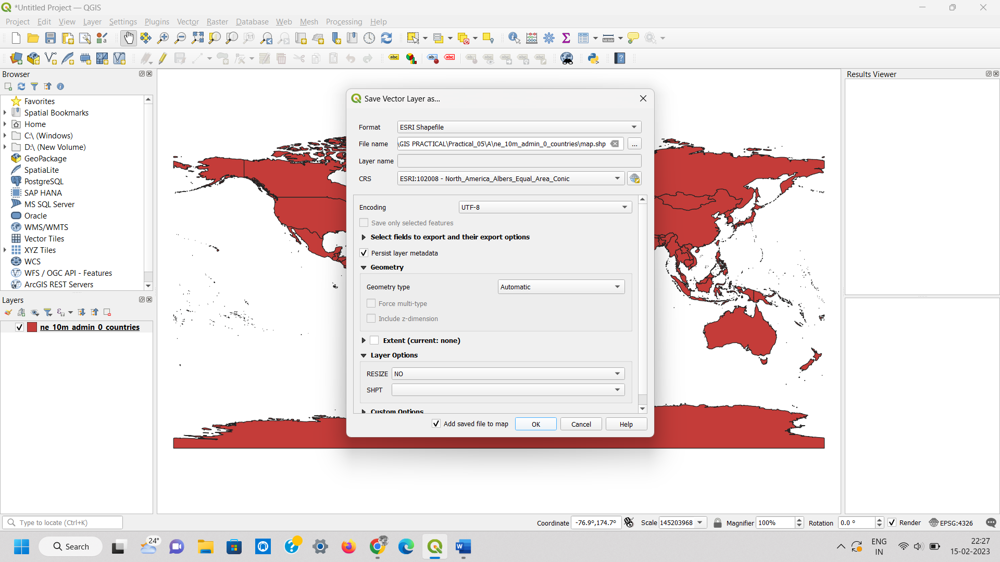 *Untitled Project — QGIS
Project Edit View Layer Settings Plugins Vector Raster Database Web Mesh Processing Help
Browser
Favorites
Spatial Bookmarks
Home
C:\ (Windows)
D:\ (New Volume)
GeoPackage
SpatiaLite
PostgreSQL
SAP HANA
MS SQL Server
Oracle
WMS/WMTS
Vector Tiles
XYZ Tiles
WCS
WFS / OGC API - Features
ArcGIS REST Servers
Layers
ne_10m_admin_0_countries
Save Vector Layer as...
Format ESRI Shapefile
File name \GIS PRACTICAL\Practical_05\A\ne_10m_admin_0_countries\map.shp ...
Layer name
CRS ESRI:102008 - North_America_Albers_Equal_Area_Conic
Encoding UTF-8
Save only selected features
Select fields to export and their export options
Persist layer metadata
Geometry
Geometry type Automatic
Force multi-type
Include z-dimension
Extent (current: none)
Layer Options
RESIZE NO
SHPT
Custom Options
Add saved file to map OK Cancel Help
Results Viewer
Type to locate (Ctrl+K)
Coordinate -76.9°,174.7° Scale 145203968 Magnifier 100% Rotation 0.0 ° Render EPSG:4326
Search
24°
ENG
IN
22:27
15-02-2023